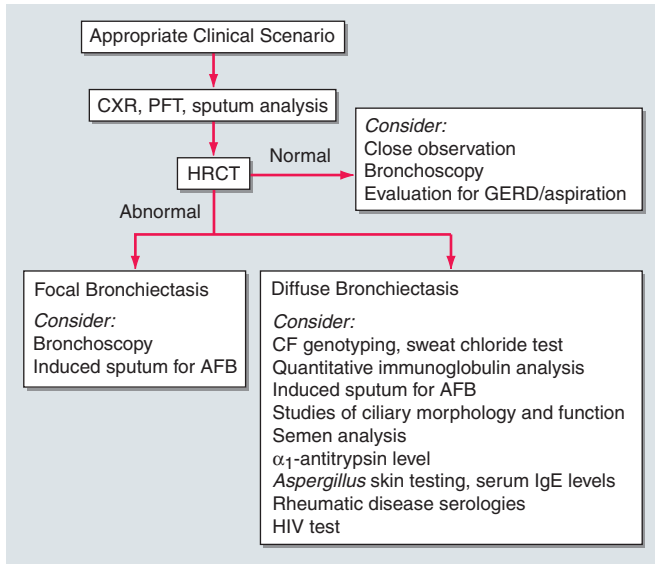 Appropriate Clinical Scenario
CXR, PFT, sputum analysis
HRCT
Normal
Consider:
Close observation
Bronchoscopy
Evaluation for GERD/aspiration
Abnormal
Focal Bronchiectasis
Consider:
Bronchoscopy
Induced sputum for AFB
Diffuse Bronchiectasis
Consider:
CF genotyping, sweat chloride test
Quantitative immunoglobulin analysis
Induced sputum for AFB
Studies of ciliary morphology and function
Semen analysis
α₁-antitrypsin level
Aspergillus skin testing, serum IgE levels
Rheumatic disease serologies
HIV test